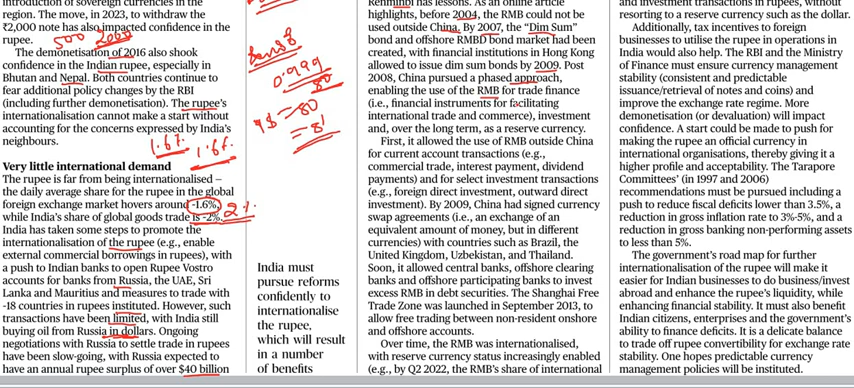 introduction of sovereign currencies in the
region. The move, in 2023, to withdraw the
₹2,000 note has also impacted confidence in the
rupee.
500 2000
The demonetisation of 2016 also shook
confidence in the Indian rupee, especially in
Bhutan and Nepal. Both countries continue to
fear additional policy changes by the RBI
(including further demonetisation). The rupee's
internationalisation cannot make a start without
accounting for the concerns expressed by India's
neighbours.
1.6%
1.6%
Very little international demand
The rupee is far from being internationalised —
the daily average share for the rupee in the global
foreign exchange market hovers around ~1.6%,
while India's share of global goods trade is ~2%.
2%
India has taken some steps to promote the
internationalisation of the rupee (e.g., enable
external commercial borrowings in rupees), with
a push to Indian banks to open Rupee Vostro
accounts for banks from Russia, the UAE, Sri
Lanka and Mauritius and measures to trade with
~18 countries in rupees instituted. However, such
transactions have been limited, with India still
buying oil from Russia in dollars. Ongoing
negotiations with Russia to settle trade in rupees
have been slow-going, with Russia expected to
have an annual rupee surplus of over $40 billion
0.999
80
= 80
= 81
India must
pursue reforms
confidently to
internationalise
the rupee,
which will result
in a number
of benefits
Renminbi has lessons. As an online article
highlights, before 2004, the RMB could not be
used outside China. By 2007, the "Dim Sum"
bond and offshore RMBD bond market had been
created, with financial institutions in Hong Kong
allowed to issue dim sum bonds by 2009. Post
2008, China pursued a phased approach,
enabling the use of the RMB for trade finance
(i.e., financial instruments for facilitating
international trade and commerce), investment
and, over the long term, as a reserve currency.
First, it allowed the use of RMB outside China
for current account transactions (e.g.,
commercial trade, interest payment, dividend
payments) and for select investment transactions
(e.g., foreign direct investment, outward direct
investment). By 2009, China had signed currency
swap agreements (i.e., an exchange of an
equivalent amount of money, but in different
currencies) with countries such as Brazil, the
United Kingdom, Uzbekistan, and Thailand.
Soon, it allowed central banks, offshore clearing
banks and offshore participating banks to invest
excess RMB in debt securities. The Shanghai Free
Trade Zone was launched in September 2013, to
allow free trading between non-resident onshore
and offshore accounts.
Over time, the RMB was internationalised,
with reserve currency status increasingly enabled
(e.g., by Q2 2022, the RMB's share of international
and investment transactions in rupees, without
resorting to a reserve currency such as the dollar.
Additionally, tax incentives to foreign
businesses to utilise the rupee in operations in
India would also help. The RBI and the Ministry
of Finance must ensure currency management
stability (consistent and predictable
issuance/retrieval of notes and coins) and
improve the exchange rate regime. More
demonetisation (or devaluation) will impact
confidence. A start could be made to push for
making the rupee an official currency in
international organisations, thereby giving it a
higher profile and acceptability. The Tarapore
Committees' (in 1997 and 2006)
recommendations must be pursued including a
push to reduce fiscal deficits lower than 3.5%, a
reduction in gross inflation rate to 3%-5%, and a
reduction in gross banking non-performing assets
to less than 5%.
The government's road map for further
internationalisation of the rupee will make it
easier for Indian businesses to do business/invest
abroad and enhance the rupee's liquidity, while
enhancing financial stability. It must also benefit
Indian citizens, enterprises and the government's
ability to finance deficits. It is a delicate balance
to trade off rupee convertibility for exchange rate
stability. One hopes predictable currency
management policies will be instituted.